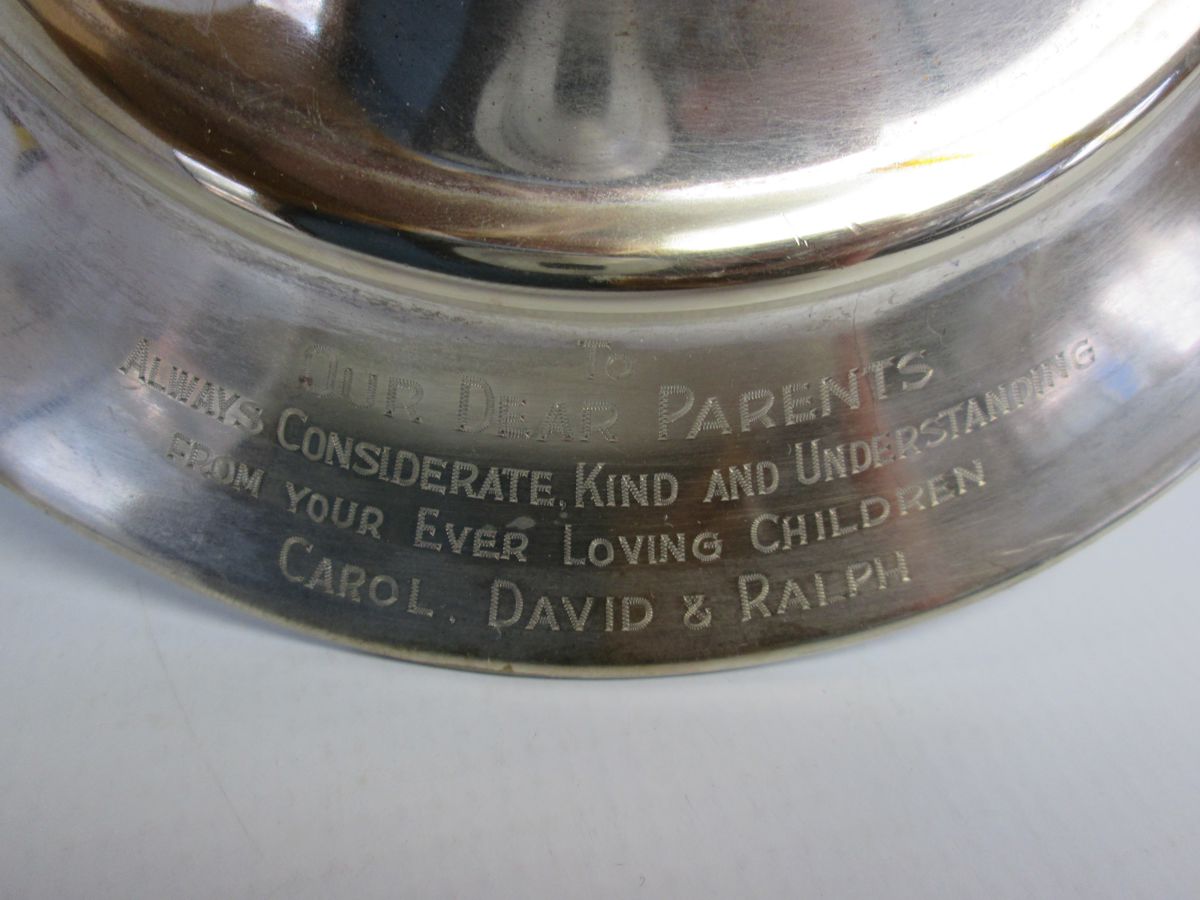 TO
OUR DEAR PARENTS
ALWAYS CONSIDERATE, KIND AND UNDERSTANDING
FROM YOUR EVER LOVING CHILDREN
CAROL. DAVID & RALPH